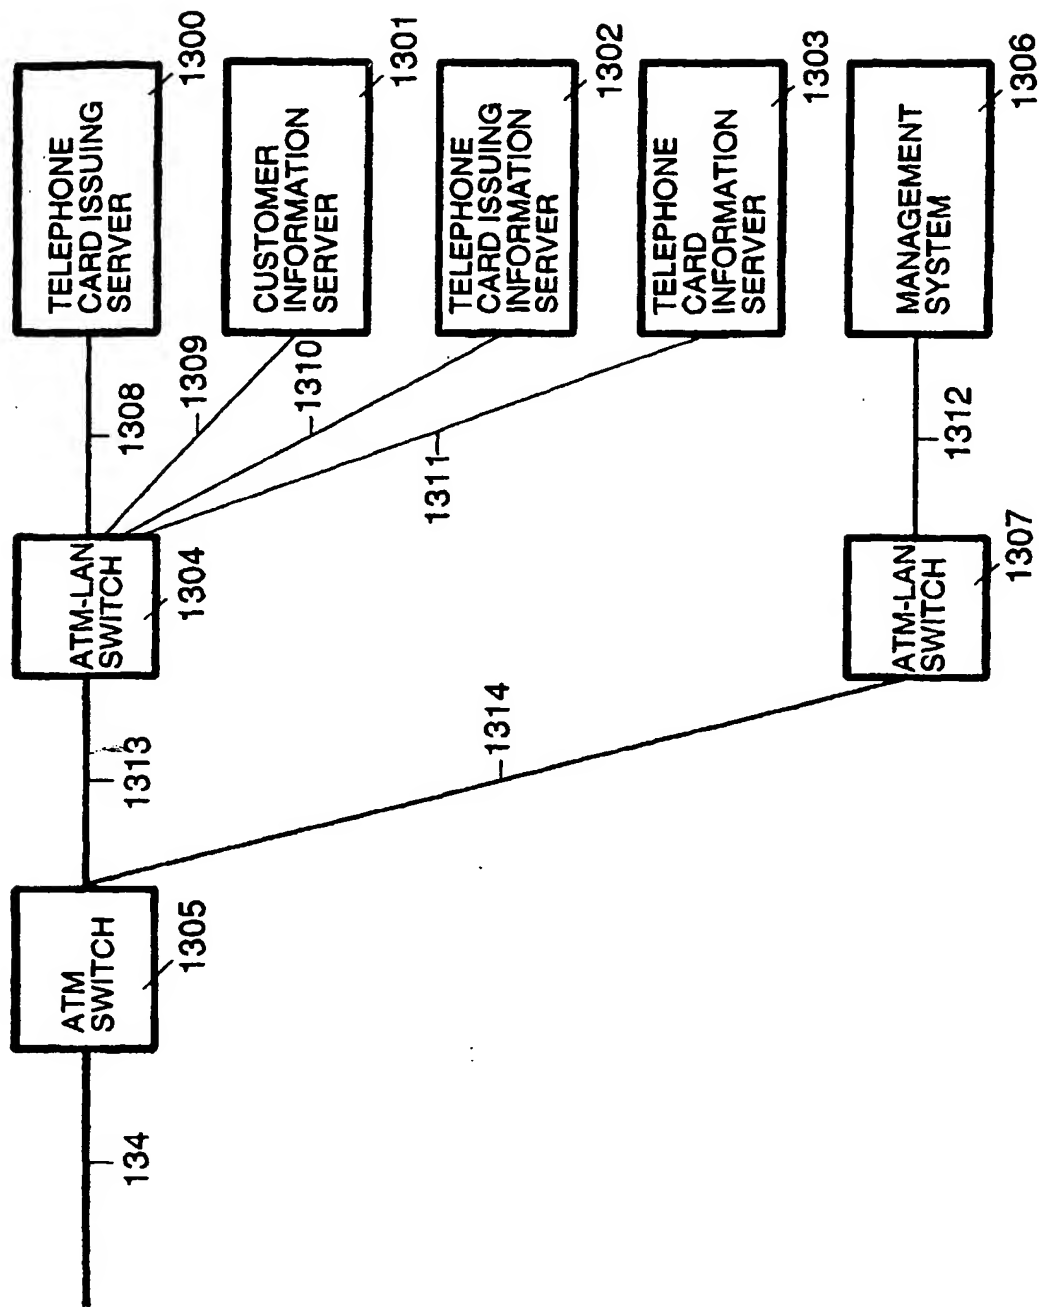 TELEPHONE
CARD ISSUING
SERVER
1300
CUSTOMER
INFORMATION
SERVER
1301
TELEPHONE
CARD ISSUING
INFORMATION
SERVER
1302
TELEPHONE
CARD
INFORMATION
SERVER
1303
MANAGEMENT
SYSTEM
1306
1308
1309
1310
1311
1312
ATM-LAN
SWITCH
1304
ATM-LAN
SWITCH
1307
1313
1314
ATM
SWITCH
1305
134